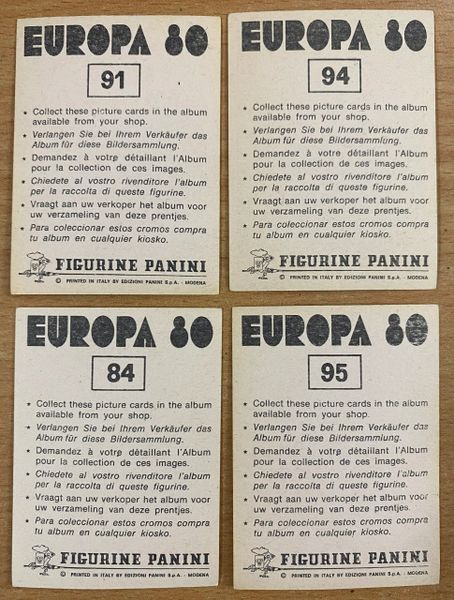 EUROPA 80
91
★ Collect these picture cards in the album
available from your shop.
★ Verlangen Sie bei Ihrem Verkäufer das
Album für diese Bildersammlung.
★ Demandez à votre détaillant l'Album
pour la collection de ces images.
★ Chiedete al vostro rivenditore l'album
per la raccolta di queste figurine.
★ Vraagt aan uw verkoper het album voor
uw verzameling van deze prentjes.
★ Para coleccionar estos cromos compra
tu album en cualquier kiosko.
FIGURINE PANINI
© PRINTED IN ITALY BY EDIZIONI PANINI S.p.A. - MODENA
EUROPA 80
94
★ Collect these picture cards in the album
available from your shop.
★ Verlangen Sie bei Ihrem Verkäufer das
Album für diese Bildersammlung.
★ Demandez à votre détaillant l'Album
pour la collection de ces images.
★ Chiedete al vostro rivenditore l'album
per la raccolta di queste figurine.
★ Vraagt aan uw verkoper het album voor
uw verzameling van deze prentjes.
★ Para coleccionar estos cromos compra
tu album en cualquier kiosko.
FIGURINE PANINI
© PRINTED IN ITALY BY EDIZIONI PANINI S.p.A. - MODENA
EUROPA 80
84
★ Collect these picture cards in the album
available from your shop.
★ Verlangen Sie bei Ihrem Verkäufer das
Album für diese Bildersammlung.
★ Demandez à votre détaillant l'Album
pour la collection de ces images.
★ Chiedete al vostro rivenditore l'album
per la raccolta di queste figurine.
★ Vraagt aan uw verkoper het album voor
uw verzameling van deze prentjes.
★ Para coleccionar estos cromos compra
tu album en cualquier kiosko.
FIGURINE PANINI
© PRINTED IN ITALY BY EDIZIONI PANINI S.p.A. - MODENA
EUROPA 80
95
★ Collect these picture cards in the album
available from your shop.
★ Verlangen Sie bei Ihrem Verkäufer das
Album für diese Bildersammlung.
★ Demandez à votre détaillant l'Album
pour la collection de ces images.
★ Chiedete al vostro rivenditore l'album
per la raccolta di queste figurine.
★ Vraagt aan uw verkoper het album voor
uw verzameling van deze prentjes.
★ Para coleccionar estos cromos compra
tu album en cualquier kiosko.
FIGURINE PANINI
© PRINTED IN ITALY BY EDIZIONI PANINI S.p.A. - MODENA